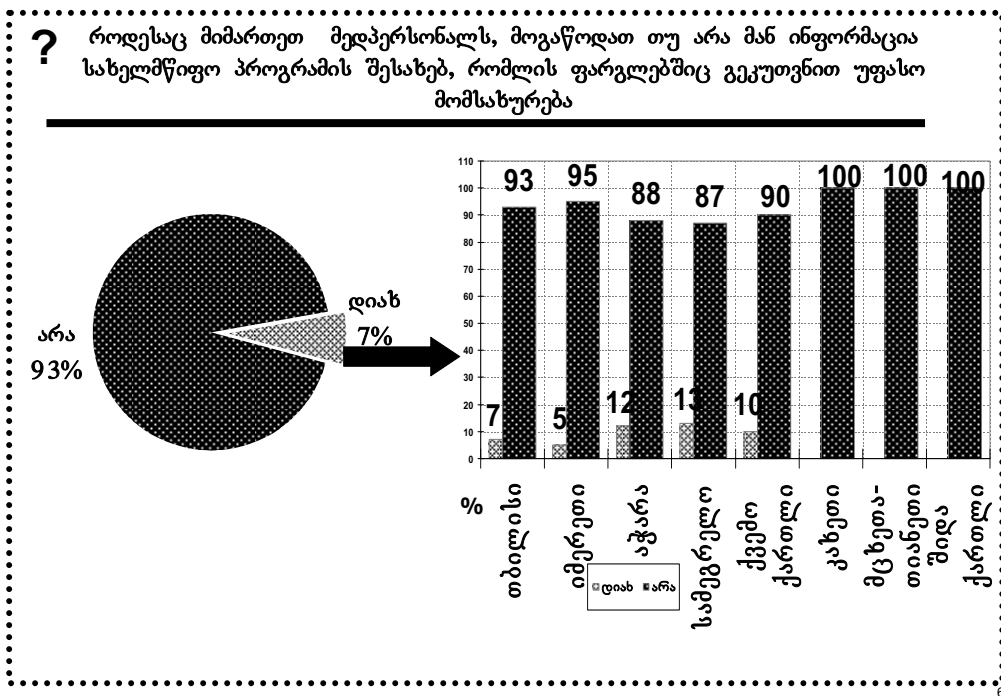 ? როდესაც მიმართეთ მედპერსონალს, მოგაწოდათ თუ არა მან ინფორმაცია
სახელმწიფო პროგრამის შესახებ, რომლის ფარგლებშიც გეკუთვნით უფასო
მომსახურება
არა
93%
დიახ
7%
110
100
90
80
70
60
50
40
30
20
10
0
7
93
5
95
12
88
13
87
10
90
100
100
100
%
თბილისი
იმერეთი
აჭარა
სამეგრელო
ქვემო
ქართლი
კახეთი
მცხეთა-
თიანეთი
შიდა
ქართლი
დიახ არა